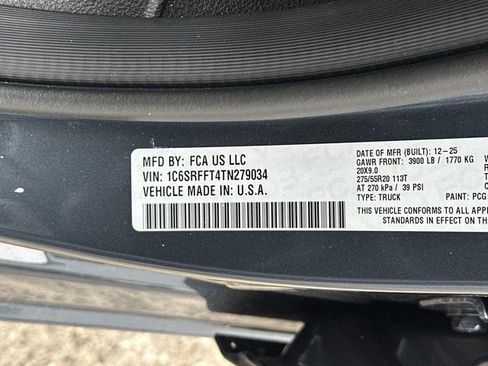 MFD BY: FCA US LLC
VIN: 1C6SRFFT4TN279034
VEHICLE MADE IN: U.S.A.
DATE OF MFR (BUILT): 12-25
GAWR FRONT: 3900 LB / 1770 KG
20X9.0
275/55R20 113T
AT 270 kPa / 39 PSI
TYPE: TRUCK PAINT: PCG
THIS VEHICLE CONFORMS TO ALL APP
STANDARDS IN EFFECT ON